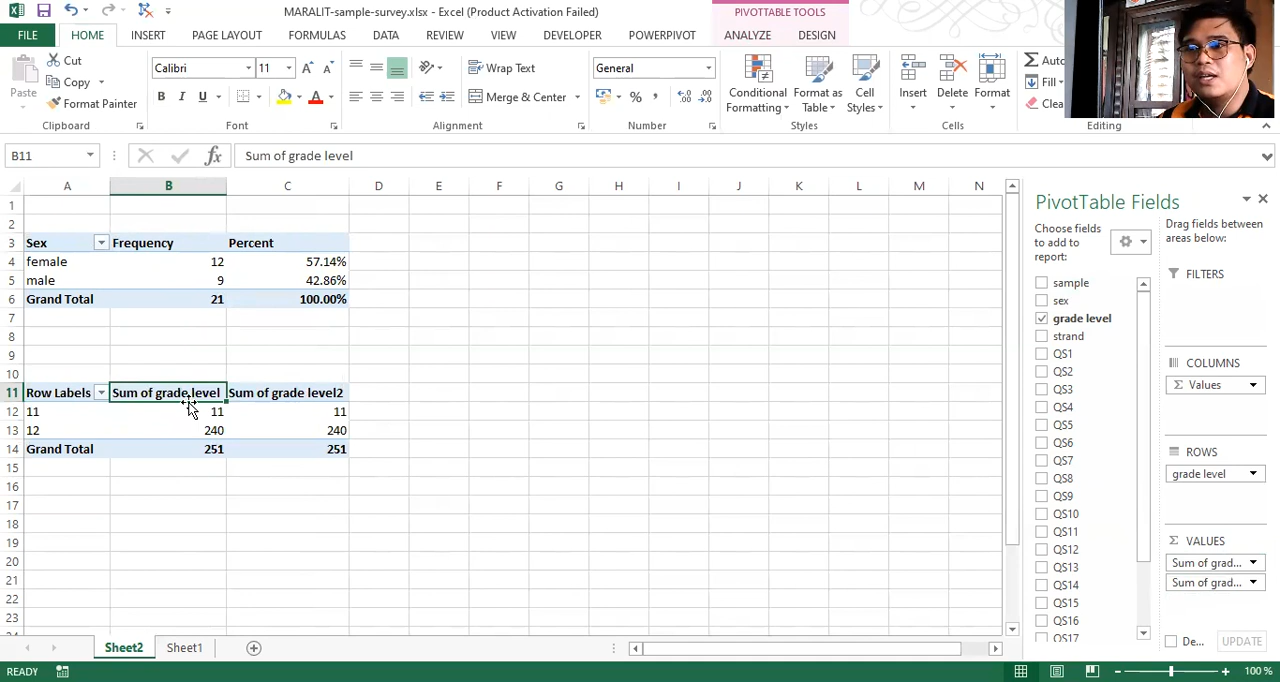 MARALIT-sample-survey.xlsx - Excel (Product Activation Failed)
PIVOTTABLE TOOLS
FILE HOME INSERT PAGE LAYOUT FORMULAS DATA REVIEW VIEW DEVELOPER POWERPIVOT ANALYZE DESIGN
Paste
Cut
Copy
Format Painter
Clipboard
Calibri 11
B I U
Font
Wrap Text
Merge & Center
Alignment
General
Number
Conditional Formatting
Format as Table
Cell Styles
Styles
Insert
Delete
Format
Cells
Auto
Fill
Clea
Editing
B11 fx Sum of grade level
A B C D E F G H I J K L M N
1
2
3 Sex Frequency Percent
4 female 12 57.14%
5 male 9 42.86%
6 Grand Total 21 100.00%
7
8
9
10
11 Row Labels Sum of grade level Sum of grade level2
12 11 11 11
13 12 240 240
14 Grand Total 251 251
15
16
17
18
19
20
21
22
23
PivotTable Fields
Choose fields to add to report:
sample
sex
grade level
strand
QS1
QS2
QS3
QS4
QS5
QS6
QS7
QS8
QS9
QS10
QS11
QS12
QS13
QS14
QS15
QS16
QS17
Drag fields between areas below:
FILTERS
COLUMNS
Σ Values
ROWS
grade level
Σ VALUES
Sum of grad...
Sum of grad...
De... UPDATE
Sheet2 Sheet1
READY 100 %